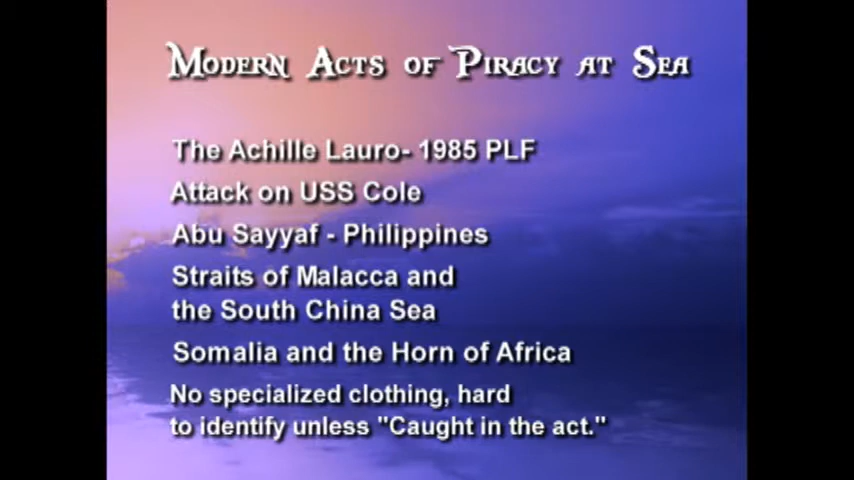 Modern Acts of Piracy at Sea
The Achille Lauro- 1985 PLF
Attack on USS Cole
Abu Sayyaf - Philippines
Straits of Malacca and
the South China Sea
Somalia and the Horn of Africa
No specialized clothing, hard
to identify unless "Caught in the act."